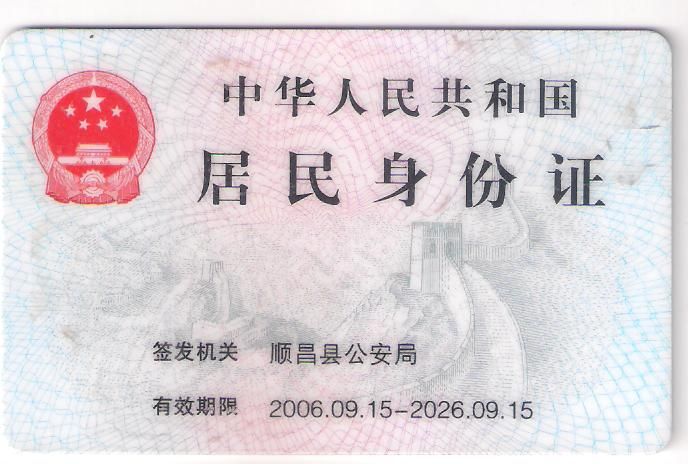 中华人民共和国
居民身份证
签发机关 顺昌县公安局
有效期限 2006.09.15-2026.09.15